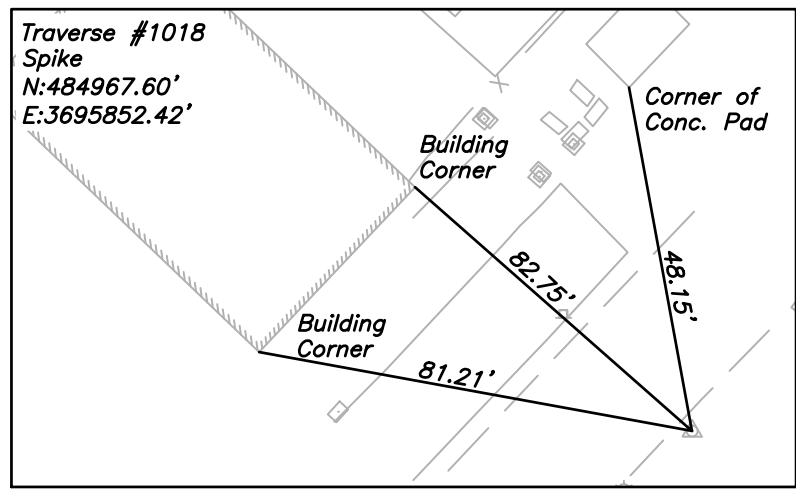 Traverse #1018
Spike
N:484967.60'
E:3695852.42'
Corner of
Conc. Pad
Building
Corner
82.75'
48.15'
Building
Corner
81.21'